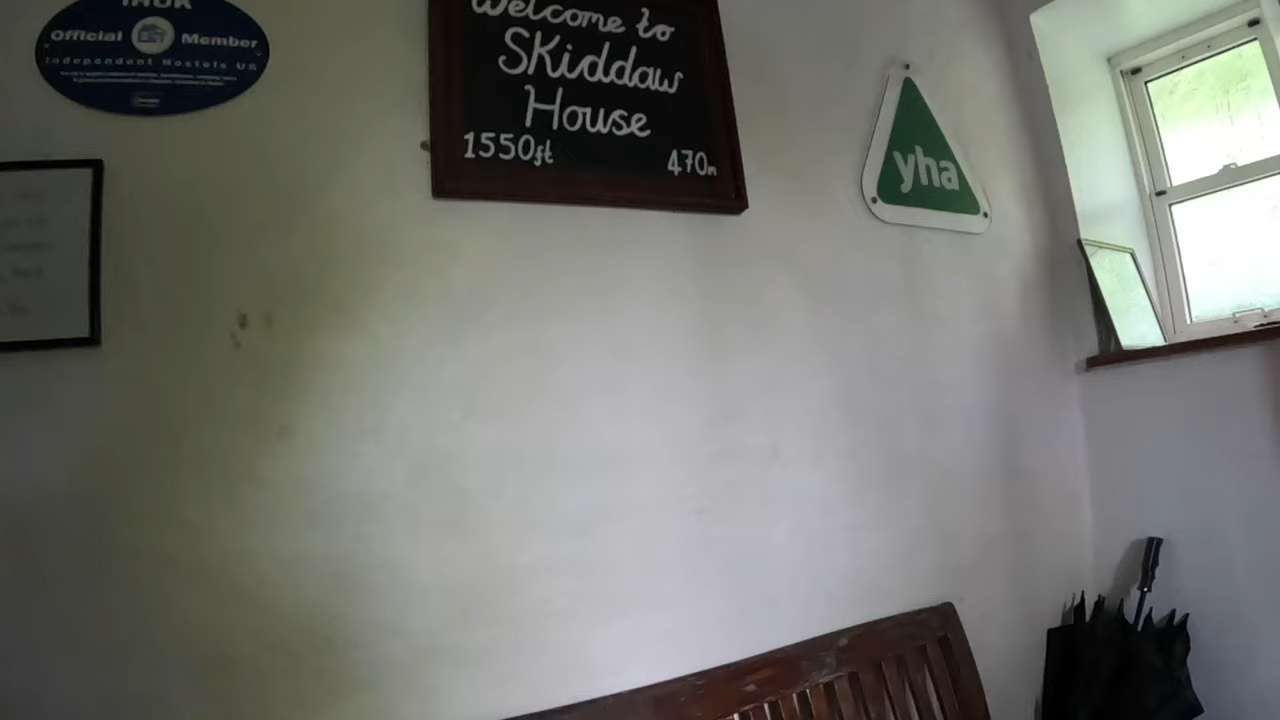 IHUK
Official Member
Independent Hostels UK
Welcome to
SKiddaw
House
1550ft 470m
yha